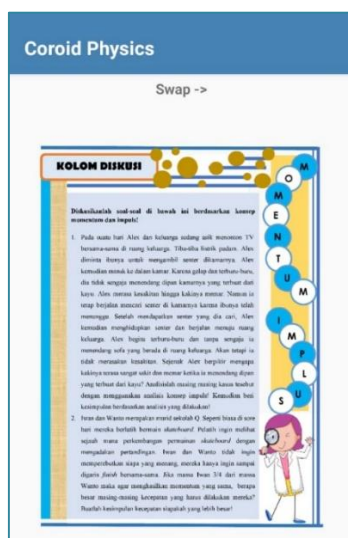 Coroid Physics
Swap ->
KOLOM DISKUSI
Diskusikanlah soal-soal di bawah ini berdasarkan konsep
momentum dan impuls!
1. Pada suatu hari Alex dan keluarga sedang asik menonton TV
bersama-sama di ruang keluarga. Tiba-tiba listrik padam. Alex
diminta ibunya untuk mengambil senter dikamarnya. Alex
kemudian masuk ke dalam kamar. Karena gelap dan terburu-buru,
dia tidak sengaja menendang dipan kamarnya yang terbuat dari
kayu. Alex merasa kesakitan hingga kakinya memar. Namun ia
tetap berjalan mencari senter di kamarnya karena ibunya telah
menunggu. Setelah mendapatkan senter yang dia cari, Alex
kemudian menghidupkan senter dan berjalan menuju ruang
keluarga. Alex begitu terburu-buru dan tanpa sengaja ia
menendang sofa yang berada di ruang keluarga. Akan tetapi ia
tidak merasakan kesakitan. Sejenak Alex berpikir mengapa
kakinya terasa sangat sakit dan memar ketika ia menendang dipan
yang terbuat dari kayu? Analisislah masing-masing kasus tersebut
dengan menggunakan analisis konsep impuls! Kemudian beri
kesimpulan berdasarkan analisis yang dilakukan!
2. Iwan dan Wanto merupakan murid sekolah Q. Seperti biasa di sore
hari mereka berlatih bermain skateboard. Pelatih ingin melihat
sejauh mana perkembangan permainan skateboard dengan
mengadakan pertandingan. Iwan dan Wanto tidak ingin
memperebutkan siapa yang menang, mereka hanya ingin sampai
digaris finish bersama-sama. Jika massa Iwan 3/4 dari massa
Wanto maka agar menghasilkan momentum yang sama, berapa
besar masing-masing kecepatan yang harus dilakukan mereka?
Buatlah kesimpulan kecepatan siapakah yang lebih besar!
MOMENTUM IMPLUS